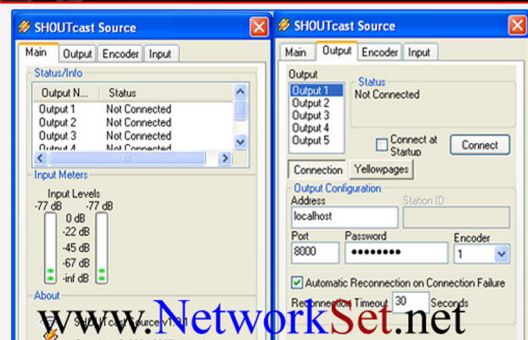 SHOUTcast Source
Main Output Encoder Input
Status/Info
Output N... Status
Output 1 Not Connected
Output 2 Not Connected
Output 3 Not Connected
Output 4 Not Connected
Input Meters
Input Levels
-77 dB -77 dB
0 dB
-22 dB
-45 dB
-67 dB
-inf dB
About
SHOUTcast Source
Main Output Encoder Input
Output
Output 1
Output 2
Output 3
Output 4
Output 5
Status
Not Connected
Connect at
Startup
Connect
Connection Yellowpages
Output Configuration
Address Station ID
localhost
Port Password Encoder
8000 ●●●●●●●● 1
Automatic Reconnection on Connection Failure
Reconnection Timeout 30 Seconds
www.NetworkSet.net